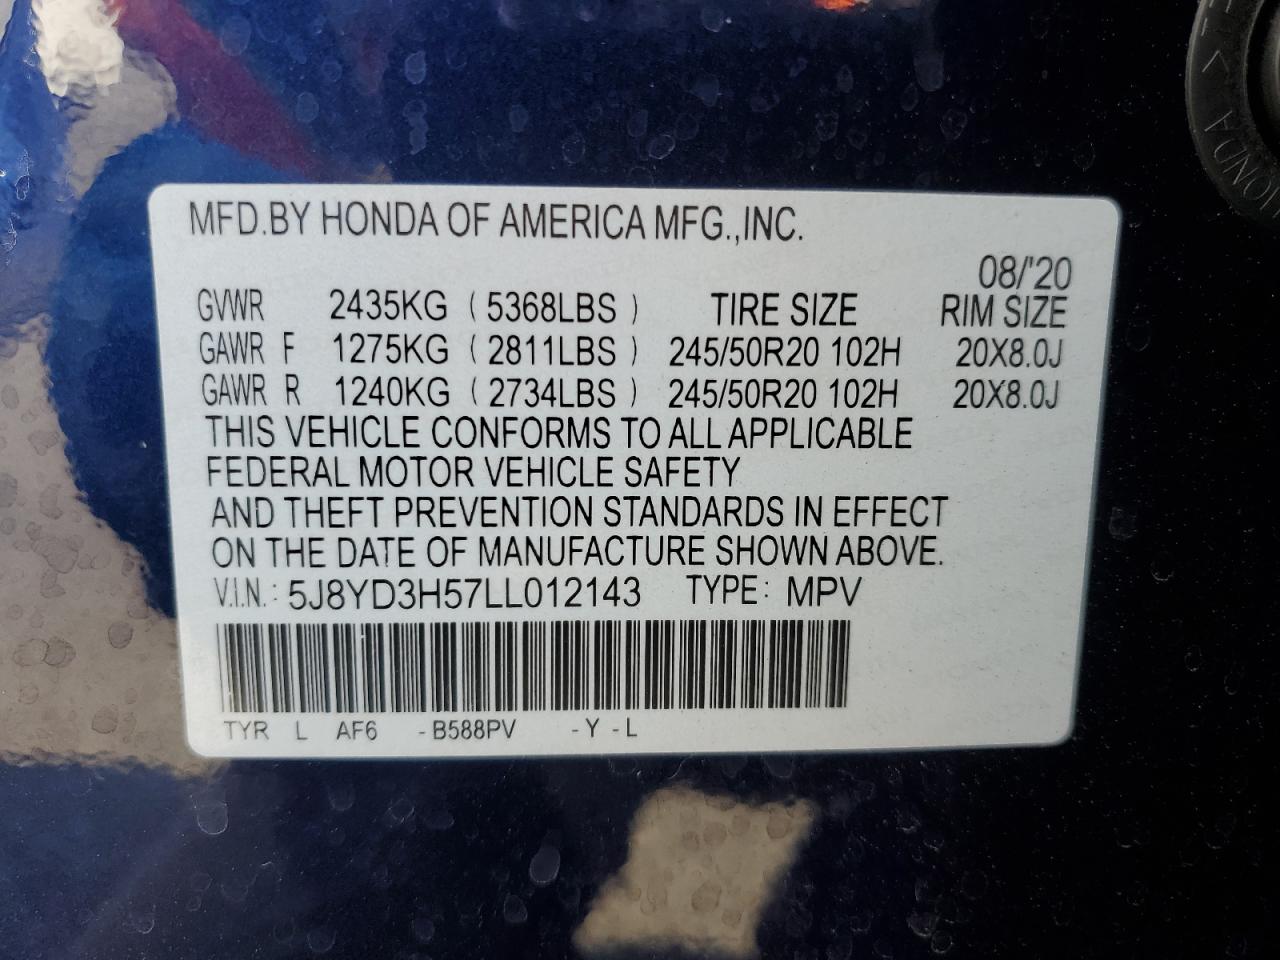 MFD.BY HONDA OF AMERICA MFG.,INC.
08/'20
GVWR 2435KG ( 5368LBS ) TIRE SIZE RIM SIZE
GAWR F 1275KG ( 2811LBS ) 245/50R20 102H 20X8.0J
GAWR R 1240KG ( 2734LBS ) 245/50R20 102H 20X8.0J
THIS VEHICLE CONFORMS TO ALL APPLICABLE
FEDERAL MOTOR VEHICLE SAFETY
AND THEFT PREVENTION STANDARDS IN EFFECT
ON THE DATE OF MANUFACTURE SHOWN ABOVE.
V.I.N.: 5J8YD3H57LL012143 TYPE: MPV
TYR L AF6 -B588PV -Y -L